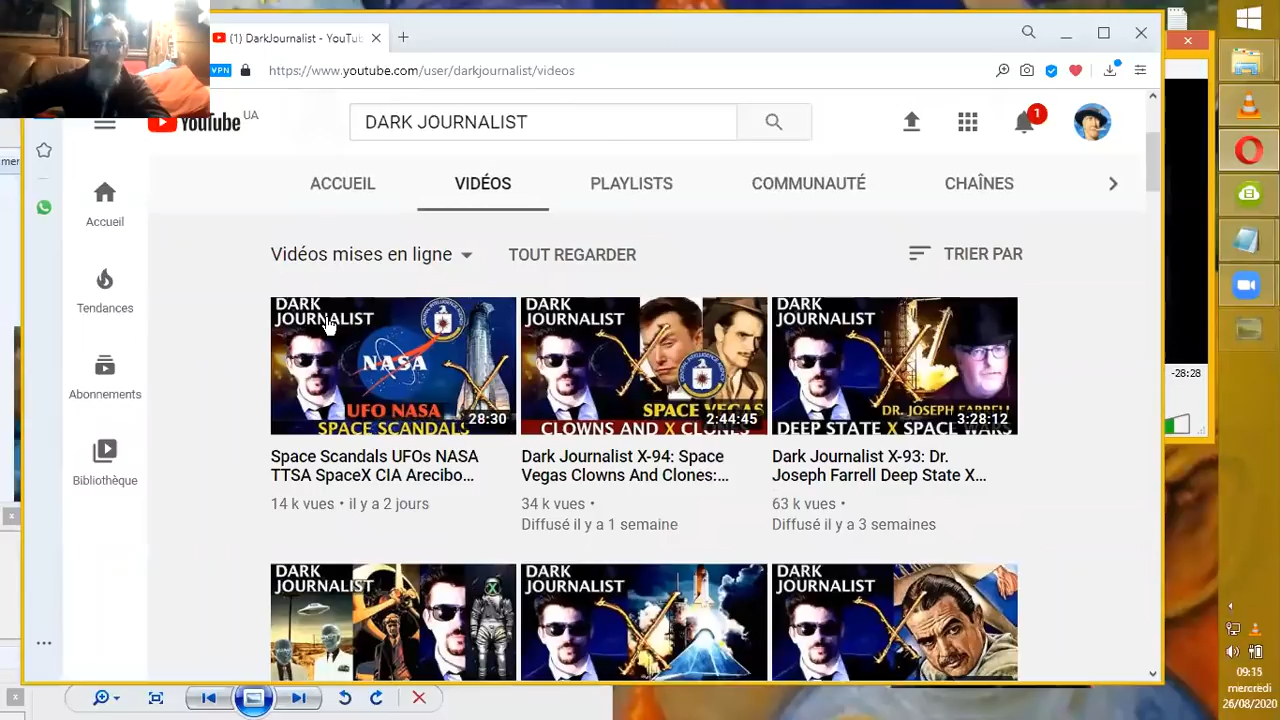 (1) DarkJournalist - YouTub
VPN
https://www.youtube.com/user/darkjournalist/videos
YouTube UA
DARK JOURNALIST
1
ACCUEIL
VIDÉOS
PLAYLISTS
COMMUNAUTÉ
CHAÎNES
Accueil
Tendances
Abonnements
Bibliothèque
Vidéos mises en ligne
TOUT REGARDER
TRIER PAR
DARK
JOURNALIST
NASA
UFO NASA
SPACE SCANDALS
28:30
Space Scandals UFOs NASA
TTSA SpaceX CIA Arecibo...
14 k vues • il y a 2 jours
DARK
JOURNALIST
SPACE VEGAS
CLOWNS AND X CLONES
2:44:45
Dark Journalist X-94: Space
Vegas Clowns And Clones:...
34 k vues •
Diffusé il y a 1 semaine
DARK
JOURNALIST
DR. JOSEPH FARRELL
DEEP STATE X SPACE WARS
3:28:12
Dark Journalist X-93: Dr.
Joseph Farrell Deep State X...
63 k vues •
Diffusé il y a 3 semaines
DARK
JOURNALIST
DARK
JOURNALIST
DARK
JOURNALIST
-28:28
09:15
mercredi
26/08/2020